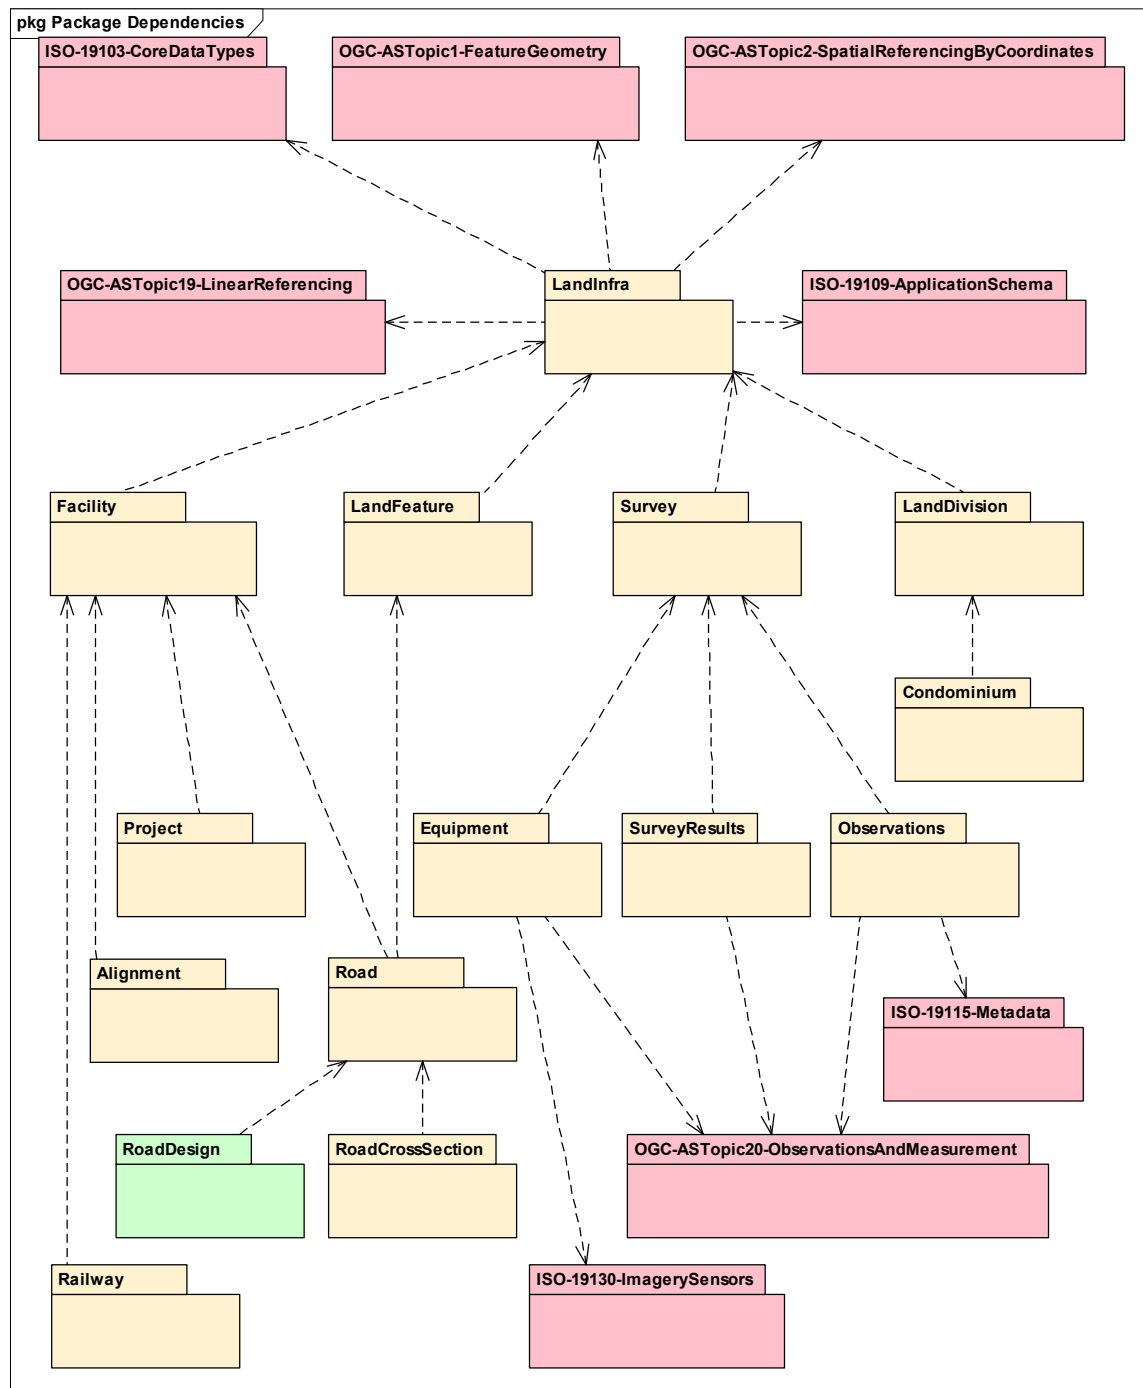 pkg Package Dependencies
ISO-19103-CoreDataTypes
OGC-ASTopic1-FeatureGeometry
OGC-ASTopic2-SpatialReferencingByCoordinates
OGC-ASTopic19-LinearReferencing
LandInfra
ISO-19109-ApplicationSchema
Facility
LandFeature
Survey
LandDivision
Condominium
Project
Equipment
SurveyResults
Observations
Alignment
Road
ISO-19115-Metadata
RoadDesign
RoadCrossSection
OGC-ASTopic20-ObservationsAndMeasurement
Railway
ISO-19130-ImagerySensors